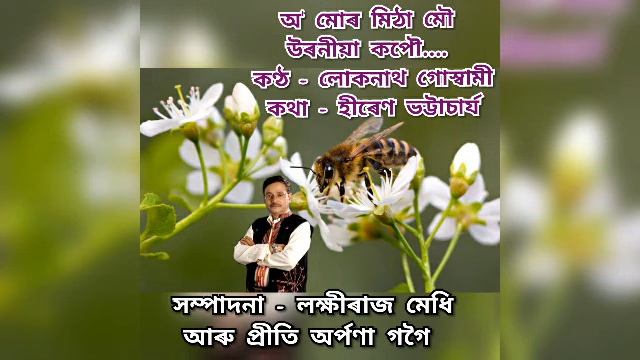 অ' মোৰ মিঠা মৌ
উৰনীয়া কপৌ....
কণ্ঠ - লোকনাথ গোস্বামী
কথা - হীৰেণ ভট্টাচাৰ্য
সম্পাদনা - লক্ষীৰাজ মেধি
আৰু প্ৰীতি অৰ্পণা গগৈ